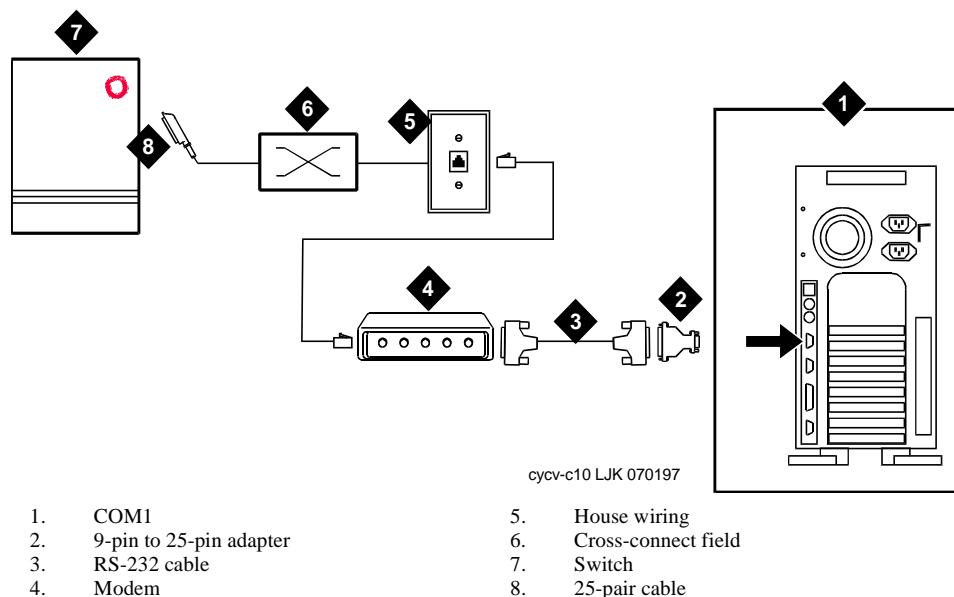 7
8
6
5
1
4
3
2
cycv-c10 LJK 070197
1. COM1
2. 9-pin to 25-pin adapter
3. RS-232 cable
4. Modem
5. House wiring
6. Cross-connect field
7. Switch
8. 25-pair cable